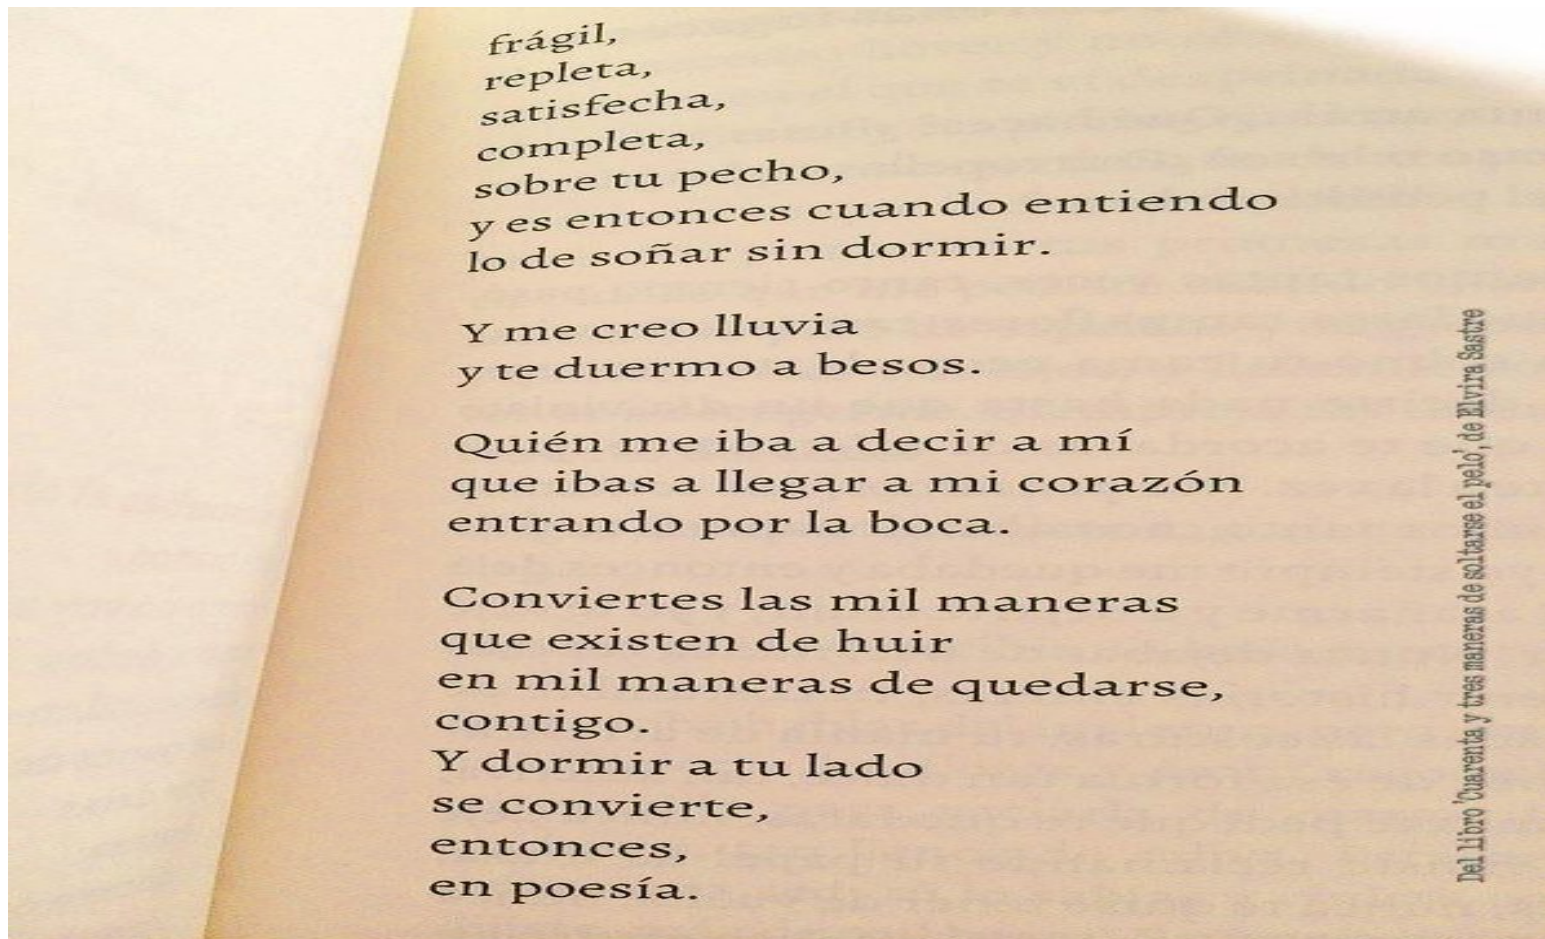 frágil,
repleta,
satisfecha,
completa,
sobre tu pecho,
y es entonces cuando entiendo
lo de soñar sin dormir.
Y me creo lluvia
y te duermo a besos.
Quién me iba a decir a mí
que ibas a llegar a mi corazón
entrando por la boca.
Conviertes las mil maneras
que existen de huir
en mil maneras de quedarse,
contigo.
Y dormir a tu lado
se convierte,
entonces,
en poesía.
Del libro 'Cuarenta y tres maneras de soltarse el pelo', de Elvira Sastre